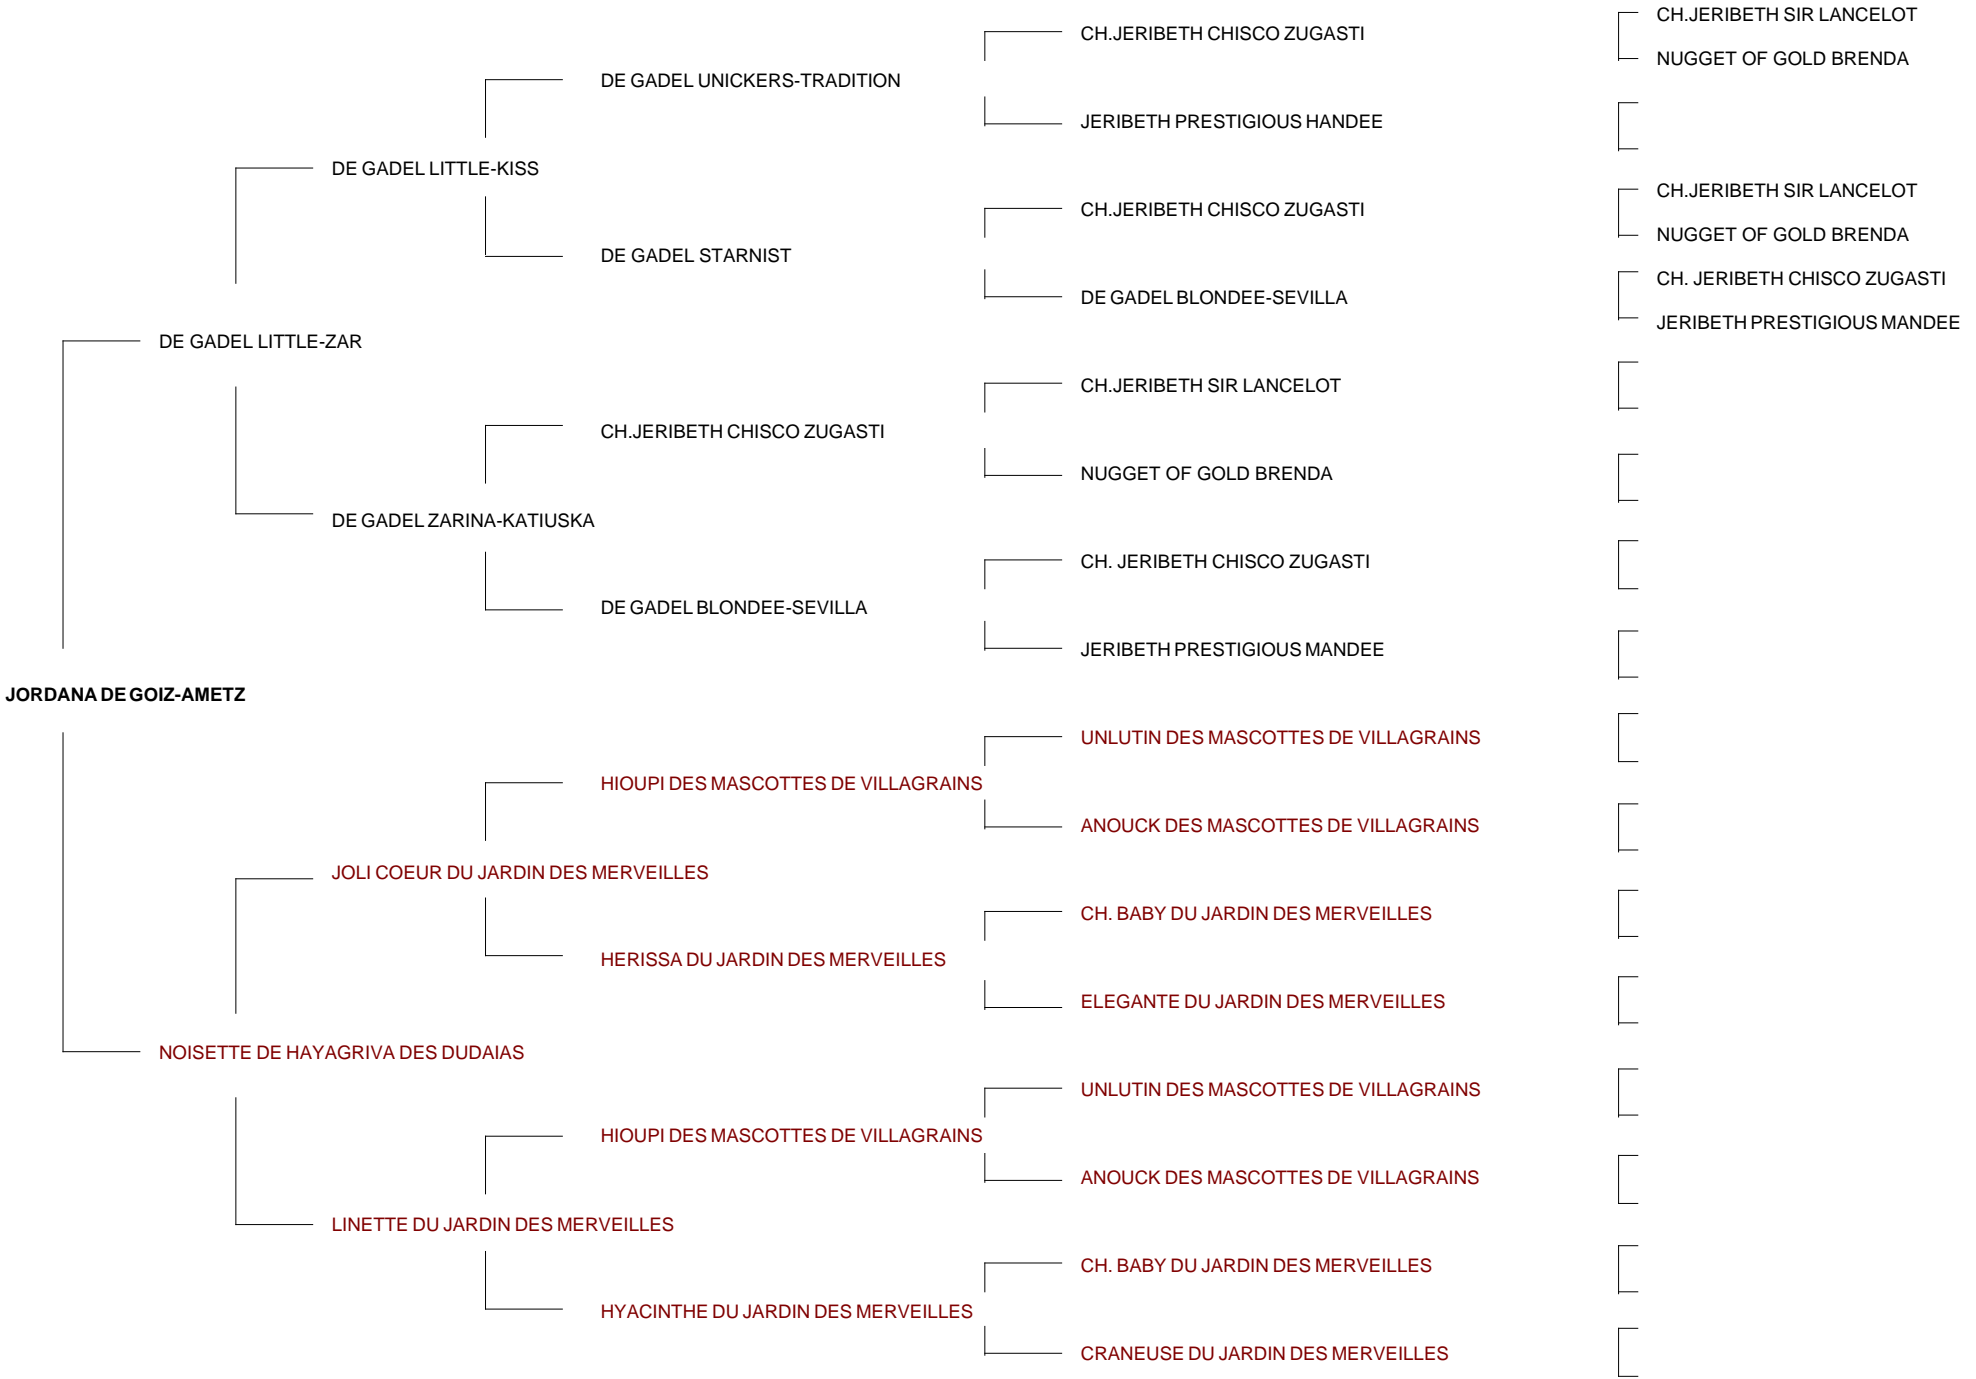 CH.JERIBETH SIR LANCELOT
CH.JERIBETH CHISCO ZUGASTI
NUGGET OF GOLD BRENDA
DE GADEL UNICKERS-TRADITION
JERIBETH PRESTIGIOUS HANDEE
DE GADEL LITTLE-KISS
CH.JERIBETH SIR LANCELOT
CH.JERIBETH CHISCO ZUGASTI
NUGGET OF GOLD BRENDA
DE GADEL STARNIST
CH. JERIBETH CHISCO ZUGASTI
DE GADEL BLONDEE-SEVILLA
JERIBETH PRESTIGIOUS MANDEE
DE GADEL LITTLE-ZAR
CH.JERIBETH SIR LANCELOT
CH.JERIBETH CHISCO ZUGASTI
NUGGET OF GOLD BRENDA
DE GADEL ZARINA-KATIUSKA
CH. JERIBETH CHISCO ZUGASTI
DE GADEL BLONDEE-SEVILLA
JERIBETH PRESTIGIOUS MANDEE
JORDANA DE GOIZ-AMETZ
UNLUTIN DES MASCOTTES DE VILLAGRAINS
HIOUPI DES MASCOTTES DE VILLAGRAINS
ANOUCK DES MASCOTTES DE VILLAGRAINS
JOLI COEUR DU JARDIN DES MERVEILLES
CH. BABY DU JARDIN DES MERVEILLES
HERISSA DU JARDIN DES MERVEILLES
ELEGANTE DU JARDIN DES MERVEILLES
NOISETTE DE HAYAGRIVA DES DUDAIAS
UNLUTIN DES MASCOTTES DE VILLAGRAINS
HIOUPI DES MASCOTTES DE VILLAGRAINS
ANOUCK DES MASCOTTES DE VILLAGRAINS
LINETTE DU JARDIN DES MERVEILLES
CH. BABY DU JARDIN DES MERVEILLES
HYACINTHE DU JARDIN DES MERVEILLES
CRANEUSE DU JARDIN DES MERVEILLES